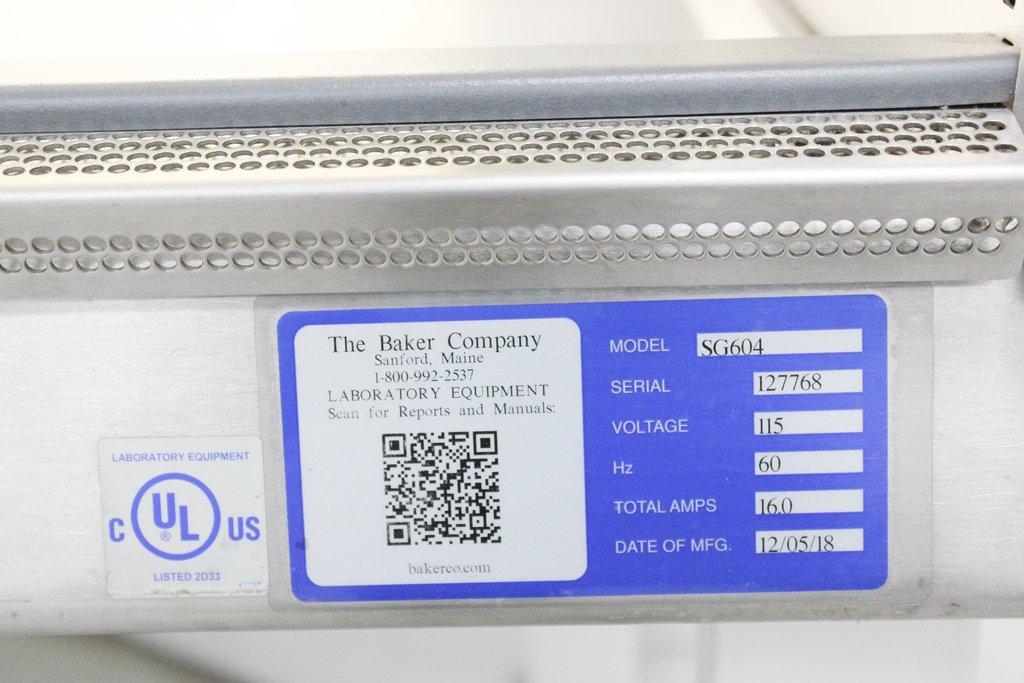 The Baker Company
Sanford, Maine
1-800-992-2537
LABORATORY EQUIPMENT
Scan for Reports and Manuals:
bakerco.com
MODEL SG604
SERIAL 127768
VOLTAGE 115
Hz 60
TOTAL AMPS 16.0
DATE OF MFG. 12/05/18
LABORATORY EQUIPMENT
C UL ® US
LISTED 2D33